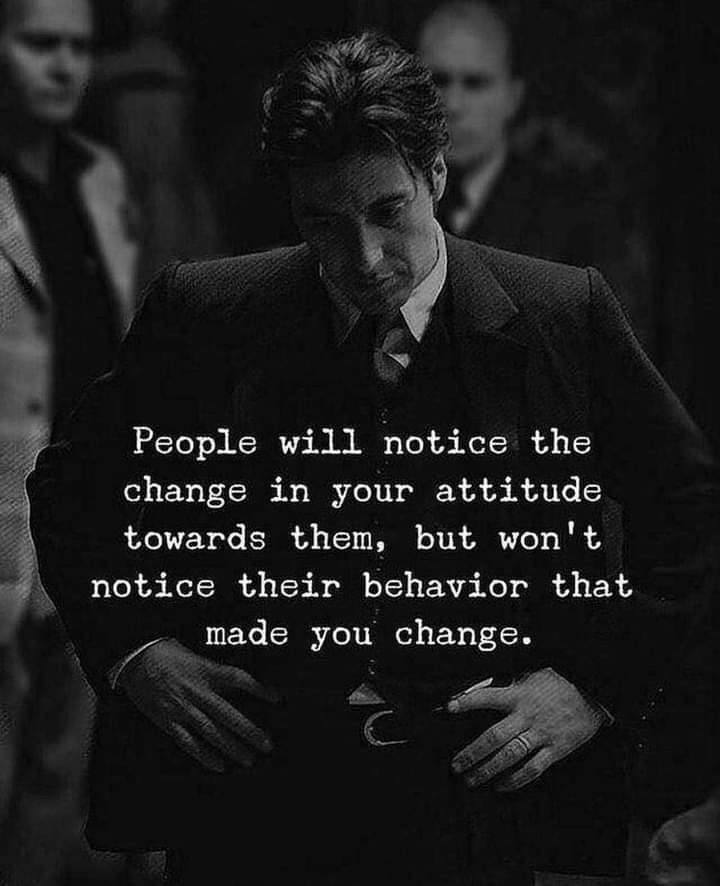 People will notice the
change in your attitude
towards them, but won't
notice their behavior that
made you change.